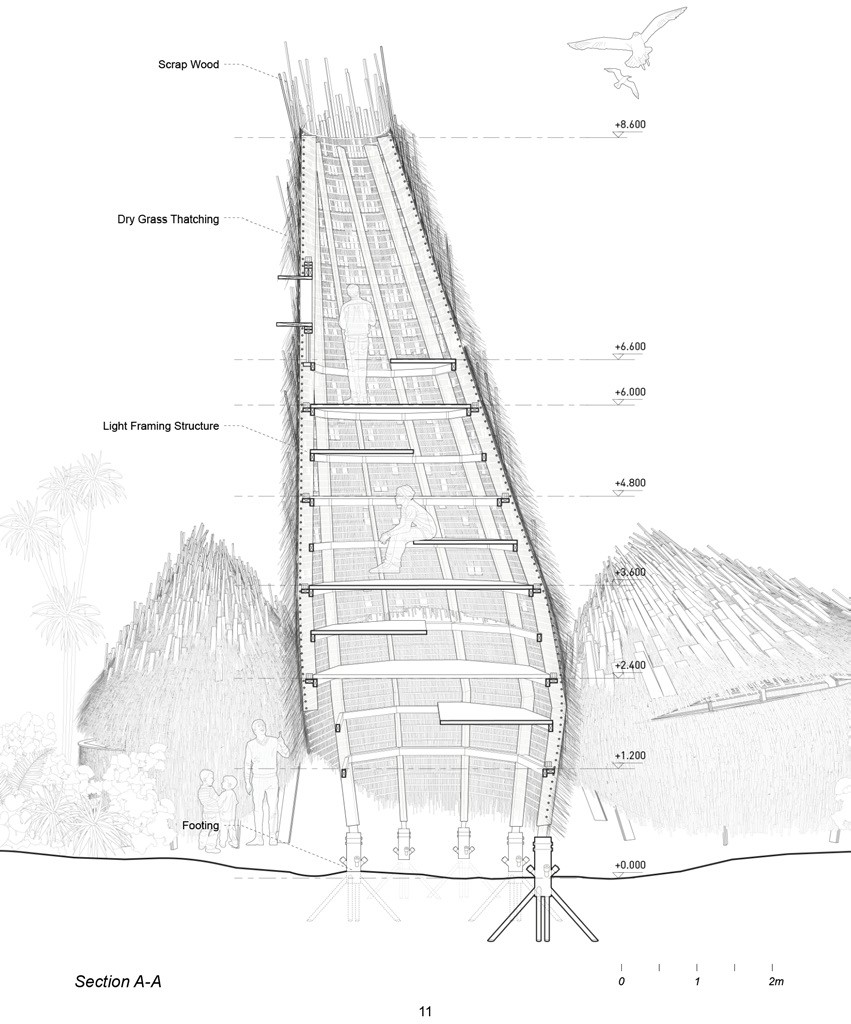 Scrap Wood
+8.600
Dry Grass Thatching
+6.600
+6.000
Light Framing Structure
+4.800
+3.600
+2.400
+1.200
Footing
+0.000
0 1 2m
Section A-A
11